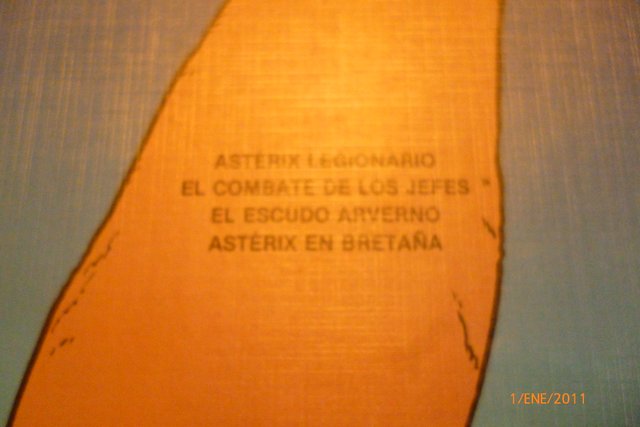 ASTÉRIX LEGIONARIO
EL COMBATE DE LOS JEFES
EL ESCUDO ARVERNO
ASTÉRIX EN BRETAÑA
1/ENE/2011